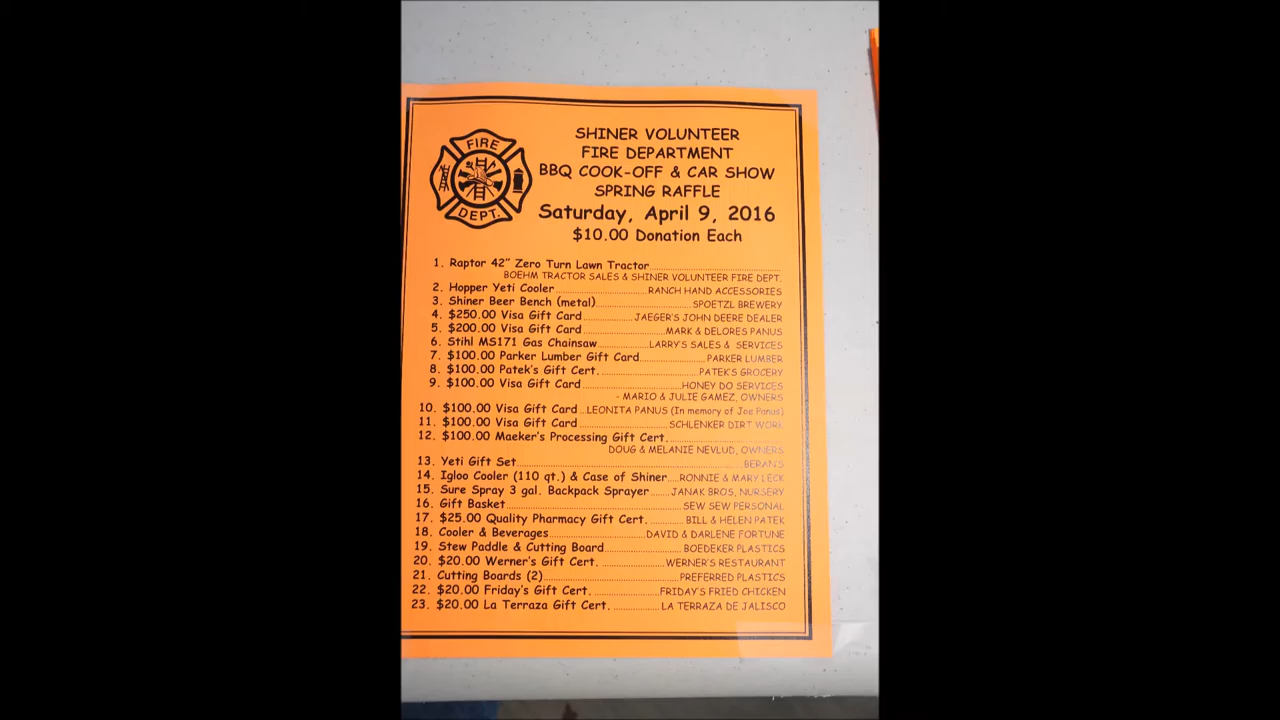 FIRE
DEPT.
SHINER VOLUNTEER
FIRE DEPARTMENT
BBQ COOK-OFF & CAR SHOW
SPRING RAFFLE
Saturday, April 9, 2016
$10.00 Donation Each
1. Raptor 42" Zero Turn Lawn Tractor
BOEHM TRACTOR SALES & SHINER VOLUNTEER FIRE DEPT.
2. Hopper Yeti Cooler RANCH HAND ACCESSORIES
3. Shiner Beer Bench (metal) SPOETZL BREWERY
4. $250.00 Visa Gift Card JAEGER'S JOHN DEERE DEALER
5. $200.00 Visa Gift Card MARK & DELORES PANUS
6. Stihl MS171 Gas Chainsaw LARRY'S SALES & SERVICES
7. $100.00 Parker Lumber Gift Card PARKER LUMBER
8. $100.00 Patek's Gift Cert. PATEK'S GROCERY
9. $100.00 Visa Gift Card HONEY DO SERVICES
- MARIO & JULIE GAMEZ, OWNERS
10. $100.00 Visa Gift Card LEONITA PANUS (In memory of Joe Panus)
11. $100.00 Visa Gift Card SCHLENKER DIRT WORK
12. $100.00 Maeker's Processing Gift Cert.
DOUG & MELANIE NEVLUD, OWNERS
13. Yeti Gift Set BERAN'S
14. Igloo Cooler (110 qt.) & Case of Shiner RONNIE & MARY LECK
15. Sure Spray 3 gal. Backpack Sprayer JANAK BROS. NURSERY
16. Gift Basket SEW SEW PERSONAL
17. $25.00 Quality Pharmacy Gift Cert. BILL & HELEN PATEK
18. Cooler & Beverages DAVID & DARLENE FORTUNE
19. Stew Paddle & Cutting Board BOEDEKER PLASTICS
20. $20.00 Werner's Gift Cert. WERNER'S RESTAURANT
21. Cutting Boards (2) PREFERRED PLASTICS
22. $20.00 Friday's Gift Cert. FRIDAY'S FRIED CHICKEN
23. $20.00 La Terraza Gift Cert. LA TERRAZA DE JALISCO